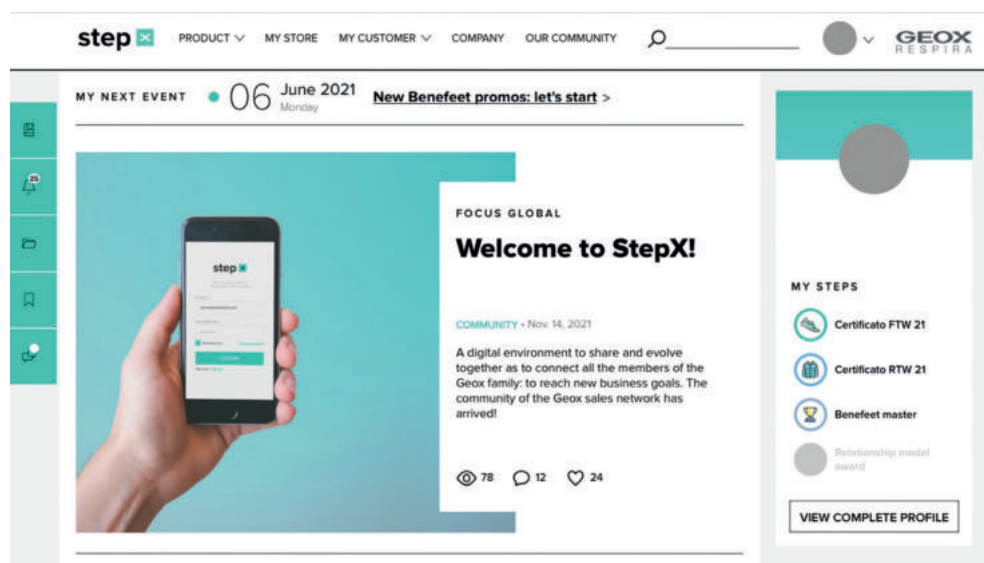 step x
PRODUCT
MY STORE
MY CUSTOMER
COMPANY
OUR COMMUNITY
GEOX
RESPIRA
MY NEXT EVENT
06
June 2021
Monday
New Benefeet promos: let's start >
25
step x
FOCUS GLOBAL
Welcome to StepX!
COMMUNITY • Nov. 14, 2021
A digital environment to share and evolve
together as to connect all the members of the
Geox family: to reach new business goals. The
community of the Geox sales network has
arrived!
78
12
24
MY STEPS
Certificato FTW 21
Certificato RTW 21
Benefeet master
Relationship model
award
VIEW COMPLETE PROFILE